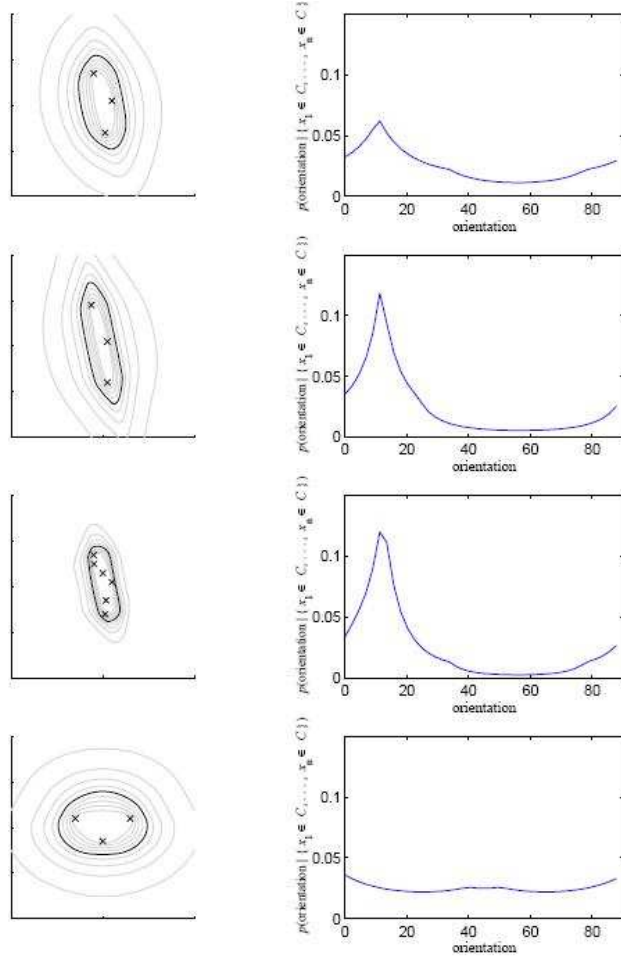 p(orientation | {x₁ ∈ C, . . . , xₙ ∈ C })
0.15
0.1
0.05
0
0 20 40 60 80
orientation
p(orientation | {x₁ ∈ C, . . . , xₙ ∈ C })
0.1
0.05
0
0 20 40 60 80
orientation
p(orientation | {x₁ ∈ C, . . . , xₙ ∈ C })
0.1
0.05
0
0 20 40 60 80
orientation
p(orientation | {x₁ ∈ C, . . . , xₙ ∈ C })
0.1
0.05
0
0 20 40 60 80
orientation